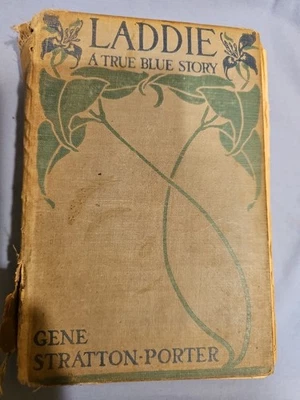 LADDIE
A TRUE BLUE STORY
GENE
STRATTON-PORTER